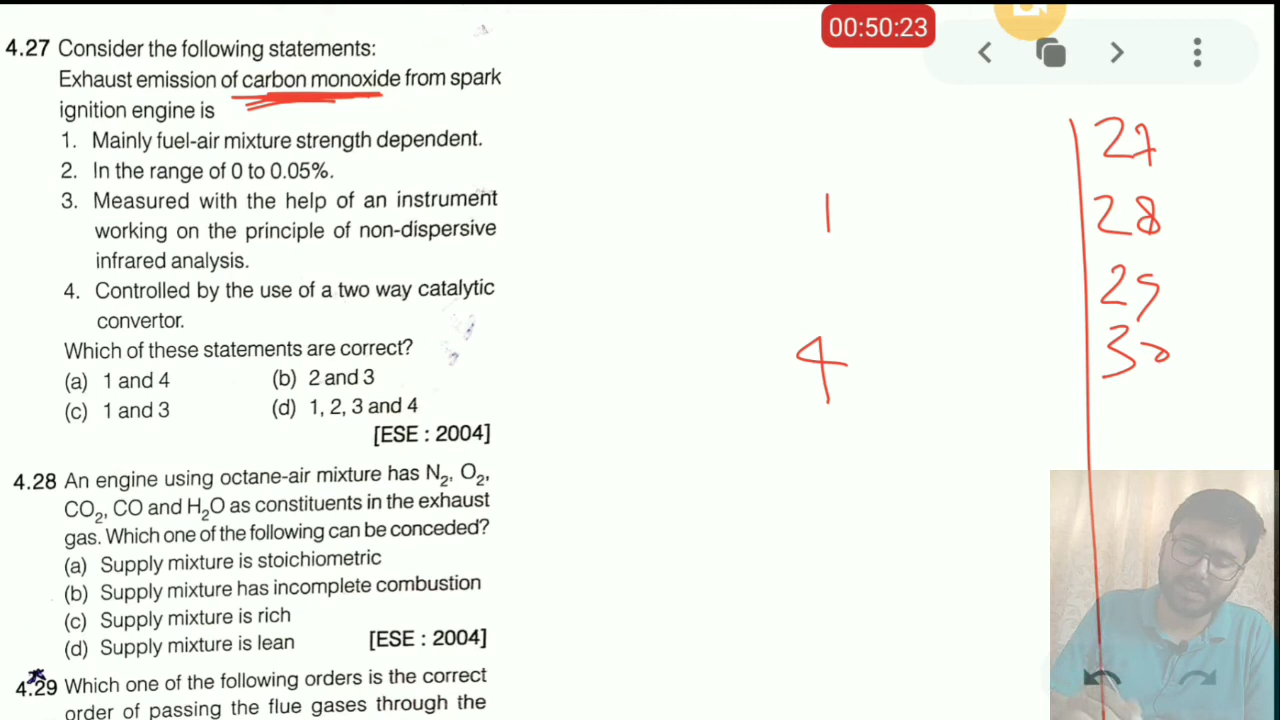 00:50:23
4.27 Consider the following statements:
Exhaust emission of carbon monoxide from spark
ignition engine is
1. Mainly fuel-air mixture strength dependent.
2. In the range of 0 to 0.05%.
3. Measured with the help of an instrument
working on the principle of non-dispersive
infrared analysis.
4. Controlled by the use of a two way catalytic
convertor.
Which of these statements are correct?
(a) 1 and 4 (b) 2 and 3
(c) 1 and 3 (d) 1, 2, 3 and 4
[ESE : 2004]
4.28 An engine using octane-air mixture has N₂, O₂,
CO₂, CO and H₂O as constituents in the exhaust
gas. Which one of the following can be conceded?
(a) Supply mixture is stoichiometric
(b) Supply mixture has incomplete combustion
(c) Supply mixture is rich
(d) Supply mixture is lean [ESE : 2004]
4.29 Which one of the following orders is the correct
order of passing the flue gases through the
1
4
27
28
29
30